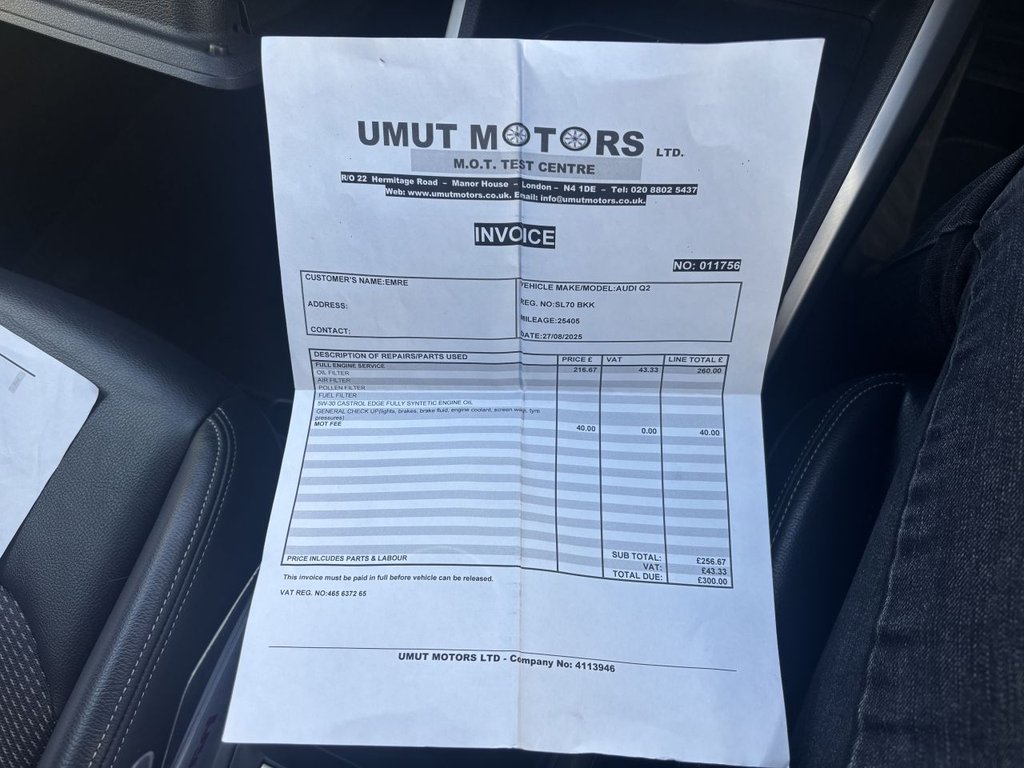 UMUT MOTORS LTD.
M.O.T. TEST CENTRE
R/O 22 Hermitage Road – Manor House – London – N4 1DE – Tel: 020 8802 5437
Web: www.umutmotors.co.uk. Email: info@umutmotors.co.uk.
INVOICE
NO: 011756
CUSTOMER'S NAME:EMRE
ADDRESS:
CONTACT:
VEHICLE MAKE/MODEL:AUDI Q2
REG. NO:SL70 BKK
MILEAGE:25405
DATE:27/08/2025
DESCRIPTION OF REPAIRS/PARTS USED PRICE £ VAT LINE TOTAL £
FULL ENGINE SERVICE 216.67 43.33 260.00
OIL FILTER
AIR FILTER
POLLEN FILTER
FUEL FILTER
5W-30 CASTROL EDGE FULLY SYNTETIC ENGINE OIL
GENERAL CHECK UP(lights, brakes, brake fluid, engine coolant, screen wash, tyre
pressures)
MOT FEE 40.00 0.00 40.00
PRICE INLCUDES PARTS & LABOUR
SUB TOTAL: £256.67
VAT: £43.33
TOTAL DUE: £300.00
This invoice must be paid in full before vehicle can be released.
VAT REG. NO:465 6372 65
UMUT MOTORS LTD - Company No: 4113946